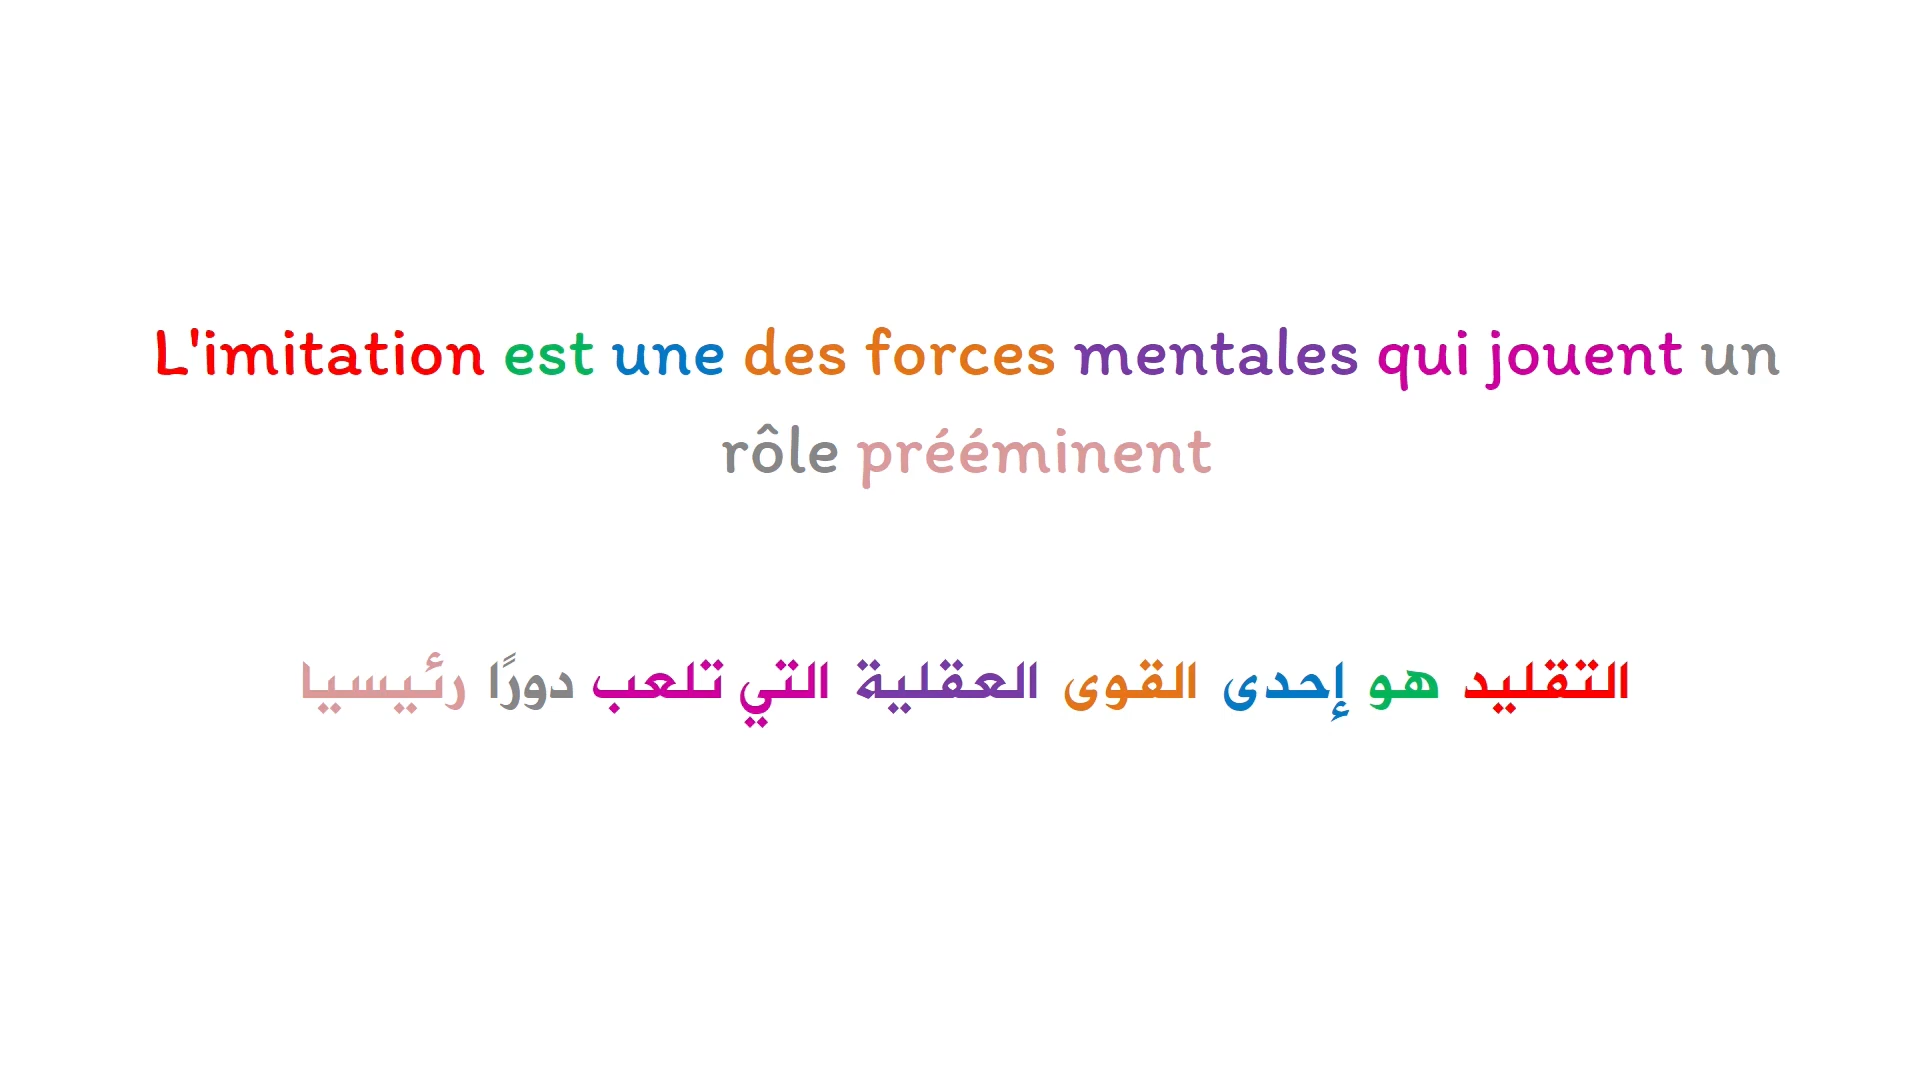 L'imitation est une des forces mentales qui jouent un
rôle prééminent
التقليد هو إحدى القوى العقلية التي تلعب دورًا رئيسيا